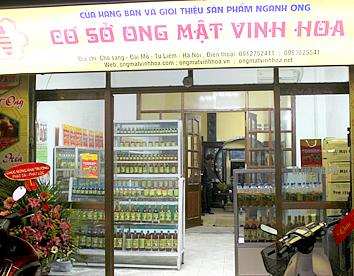 CỬA HÀNG BÁN VÀ GIỚI THIỆU SẢN PHẨM NGÀNH ONG
CƠ SỞ ONG MẬT VINH HOA
Địa chỉ: Chợ sáng - Đại Mỗ - Từ Liêm - Hà Nội ; Điện thoại: 0912752411 ; 0983625541
Web: ongmatvinhhoa.com ; ongmatvinhhoa.vn ; ongmatvinhhoa.net
Ong